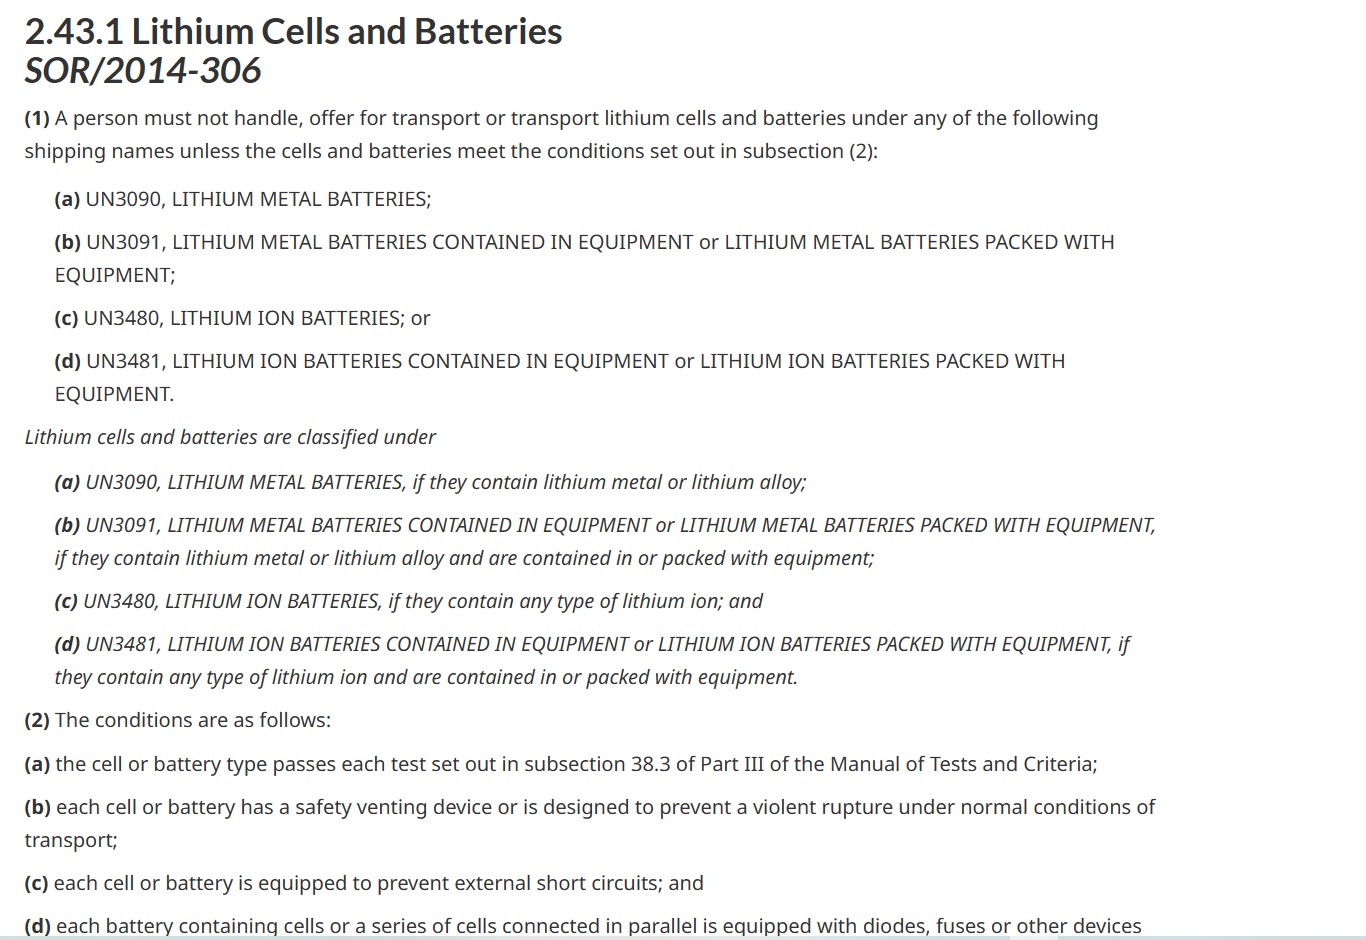 2.43.1 Lithium Cells and Batteries
SOR/2014-306
(1) A person must not handle, offer for transport or transport lithium cells and batteries under any of the following
shipping names unless the cells and batteries meet the conditions set out in subsection (2):
(a) UN3090, LITHIUM METAL BATTERIES;
(b) UN3091, LITHIUM METAL BATTERIES CONTAINED IN EQUIPMENT or LITHIUM METAL BATTERIES PACKED WITH
EQUIPMENT;
(c) UN3480, LITHIUM ION BATTERIES; or
(d) UN3481, LITHIUM ION BATTERIES CONTAINED IN EQUIPMENT or LITHIUM ION BATTERIES PACKED WITH
EQUIPMENT.
Lithium cells and batteries are classified under
(a) UN3090, LITHIUM METAL BATTERIES, if they contain lithium metal or lithium alloy;
(b) UN3091, LITHIUM METAL BATTERIES CONTAINED IN EQUIPMENT or LITHIUM METAL BATTERIES PACKED WITH EQUIPMENT,
if they contain lithium metal or lithium alloy and are contained in or packed with equipment;
(c) UN3480, LITHIUM ION BATTERIES, if they contain any type of lithium ion; and
(d) UN3481, LITHIUM ION BATTERIES CONTAINED IN EQUIPMENT or LITHIUM ION BATTERIES PACKED WITH EQUIPMENT, if
they contain any type of lithium ion and are contained in or packed with equipment.
(2) The conditions are as follows:
(a) the cell or battery type passes each test set out in subsection 38.3 of Part III of the Manual of Tests and Criteria;
(b) each cell or battery has a safety venting device or is designed to prevent a violent rupture under normal conditions of
transport;
(c) each cell or battery is equipped to prevent external short circuits; and
(d) each battery containing cells or a series of cells connected in parallel is equipped with diodes, fuses or other devices